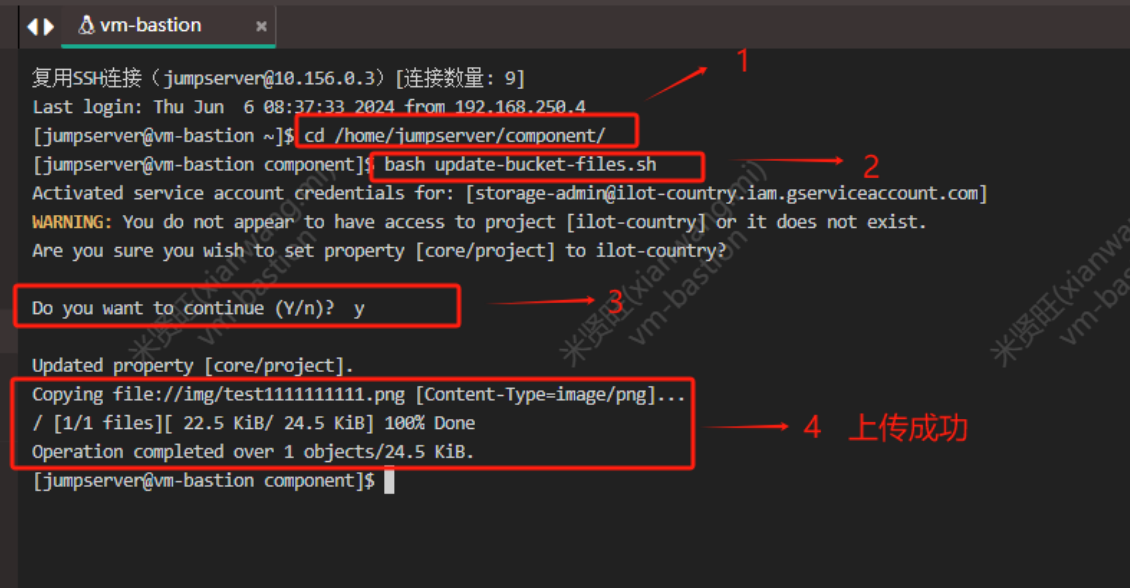 vm-bastion
1
复用SSH连接（jumpserver@10.156.0.3）[连接数量: 9]
Last login: Thu Jun  6 08:37:33 2024 from 192.168.250.4
[jumpserver@vm-bastion ~]$ cd /home/jumpserver/component/
[jumpserver@vm-bastion component]$ bash update-bucket-files.sh
2
Activated service account credentials for: [storage-admin@ilot-country.iam.gserviceaccount.com]
WARNING: You do not appear to have access to project [ilot-country] or it does not exist.
Are you sure you wish to set property [core/project] to ilot-country?
Do you want to continue (Y/n)?  y
3
Updated property [core/project].
Copying file://img/test1111111111.png [Content-Type=image/png]...
/ [1/1 files][ 22.5 KiB/ 24.5 KiB] 100% Done
4 上传成功
Operation completed over 1 objects/24.5 KiB.
[jumpserver@vm-bastion component]$
米贤旺(xianwang.mi)
vm-bastion
米贤旺(xianwang.mi)
vm-bastion
米贤旺(xianwa
vm-bas